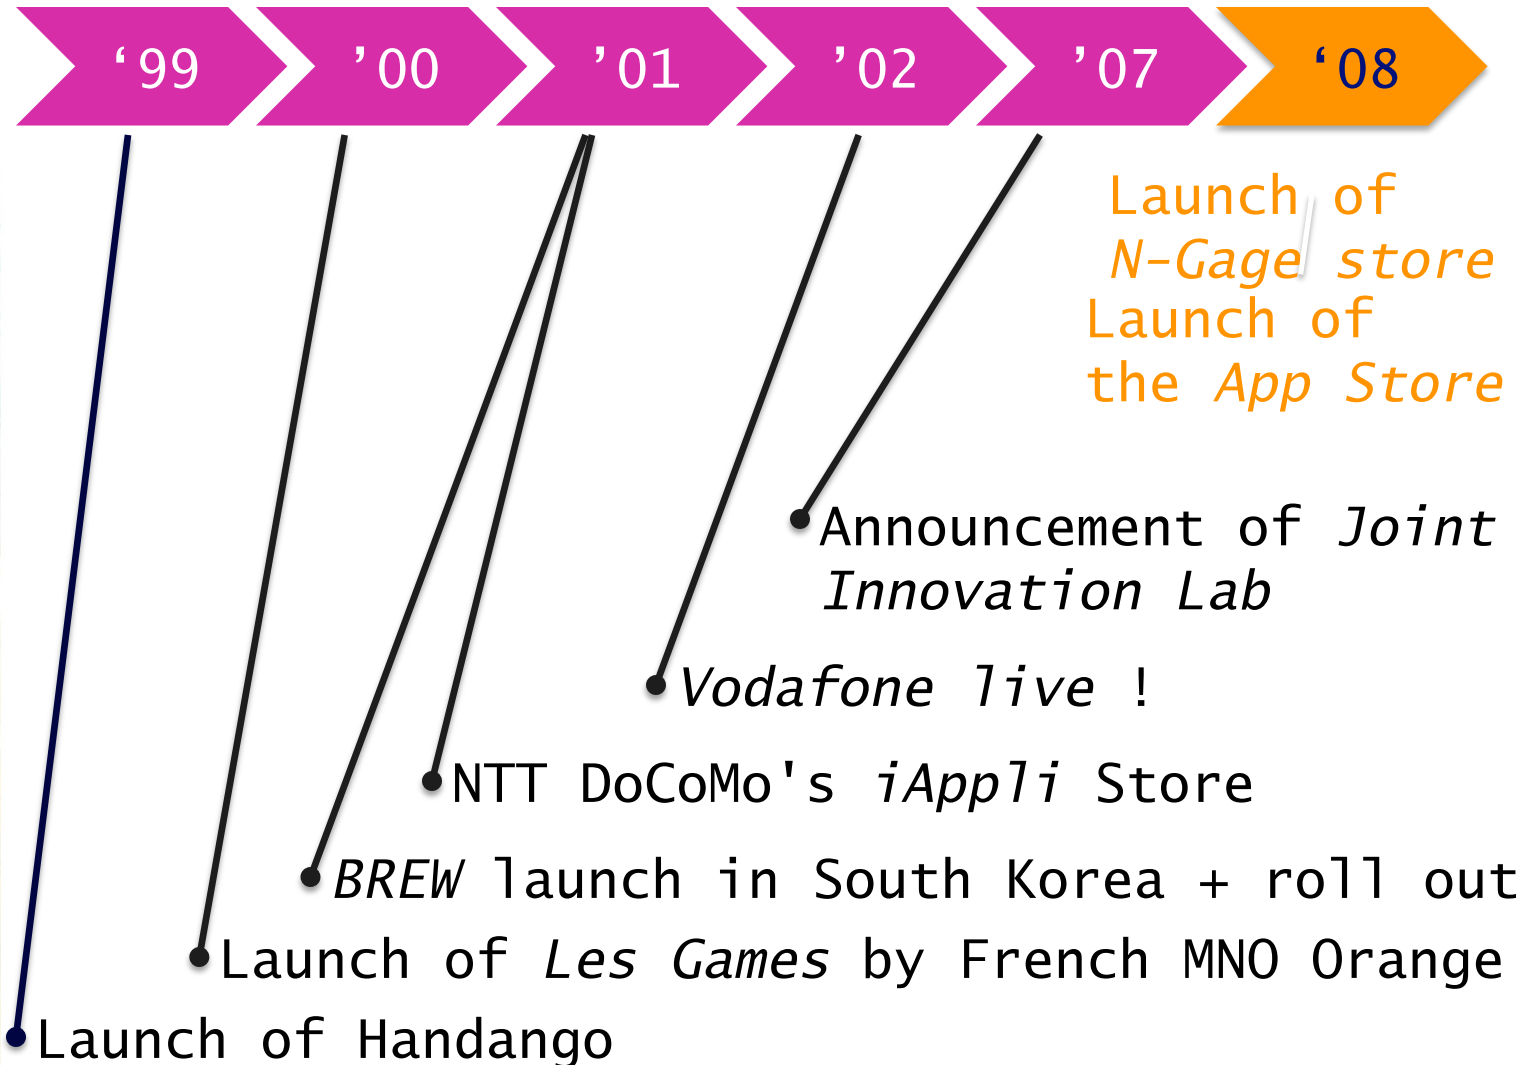 ‘99 ’00 ’01 ’02 ’07 ‘08
Launch of
N-Gage store
Launch of
the App Store
Announcement of Joint
Innovation Lab
Vodafone live !
NTT DoCoMo's iAppli Store
BREW launch in South Korea + roll out
Launch of Les Games by French MNO Orange
Launch of Handango